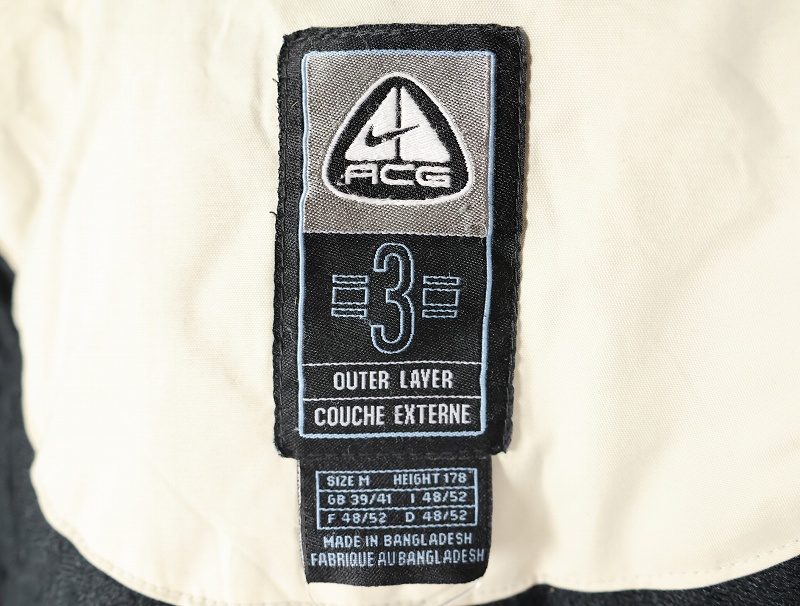 ACG
3
OUTER LAYER
COUCHE EXTERNE
SIZE M HEIGHT 178
GB 39/41 I 48/52
F 48/52 D 48/52
MADE IN BANGLADESH
FABRIQUE AU BANGLADESH